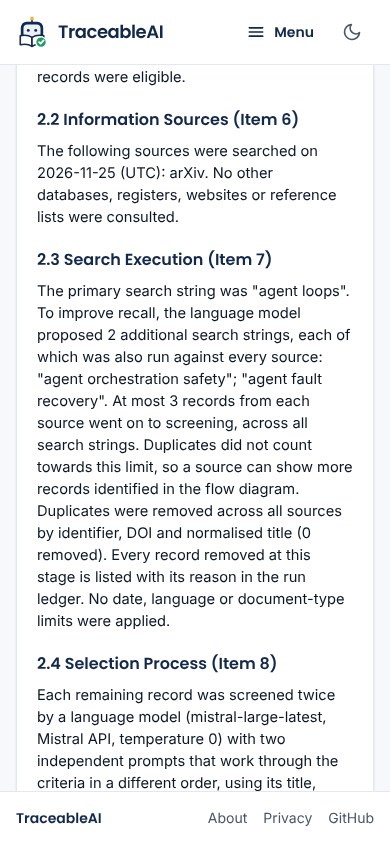 TraceableAI
Menu
records were eligible.
2.2 Information Sources (Item 6)
The following sources were searched on
2026-11-25 (UTC): arXiv. No other
databases, registers, websites or reference
lists were consulted.
2.3 Search Execution (Item 7)
The primary search string was "agent loops".
To improve recall, the language model
proposed 2 additional search strings, each of
which was also run against every source:
"agent orchestration safety"; "agent fault
recovery". At most 3 records from each
source went on to screening, across all
search strings. Duplicates did not count
towards this limit, so a source can show more
records identified in the flow diagram.
Duplicates were removed across all sources
by identifier, DOI and normalised title (0
removed). Every record removed at this
stage is listed with its reason in the run
ledger. No date, language or document-type
limits were applied.
2.4 Selection Process (Item 8)
Each remaining record was screened twice
by a language model (mistral-large-latest,
Mistral API, temperature 0) with two
independent prompts that work through the
criteria in a different order, using its title,
TraceableAI
About
Privacy
GitHub